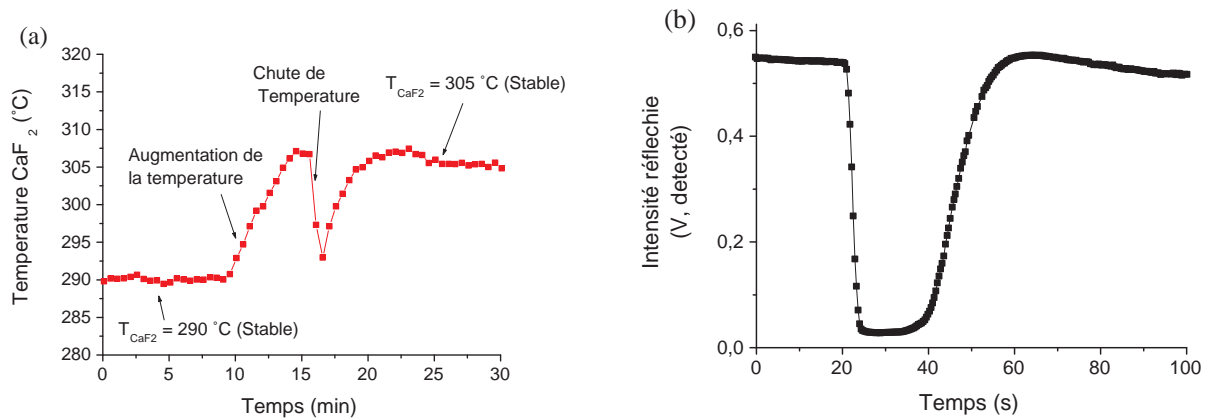 (a)
320
315
310
305
300
295
290
285
280
0
5
10
15
20
25
30
Temperature CaF 2 (˚C)
Temps (min)
Chute de
Temperature
T CaF2 = 305 ˚C (Stable)
Augmentation de
la temperature
T CaF2 = 290 ˚C (Stable)
(b)
0,6
0,4
0,2
0,0
0
20
40
60
80
100
Intensité réflechie
(V, detecté)
Temps (s)